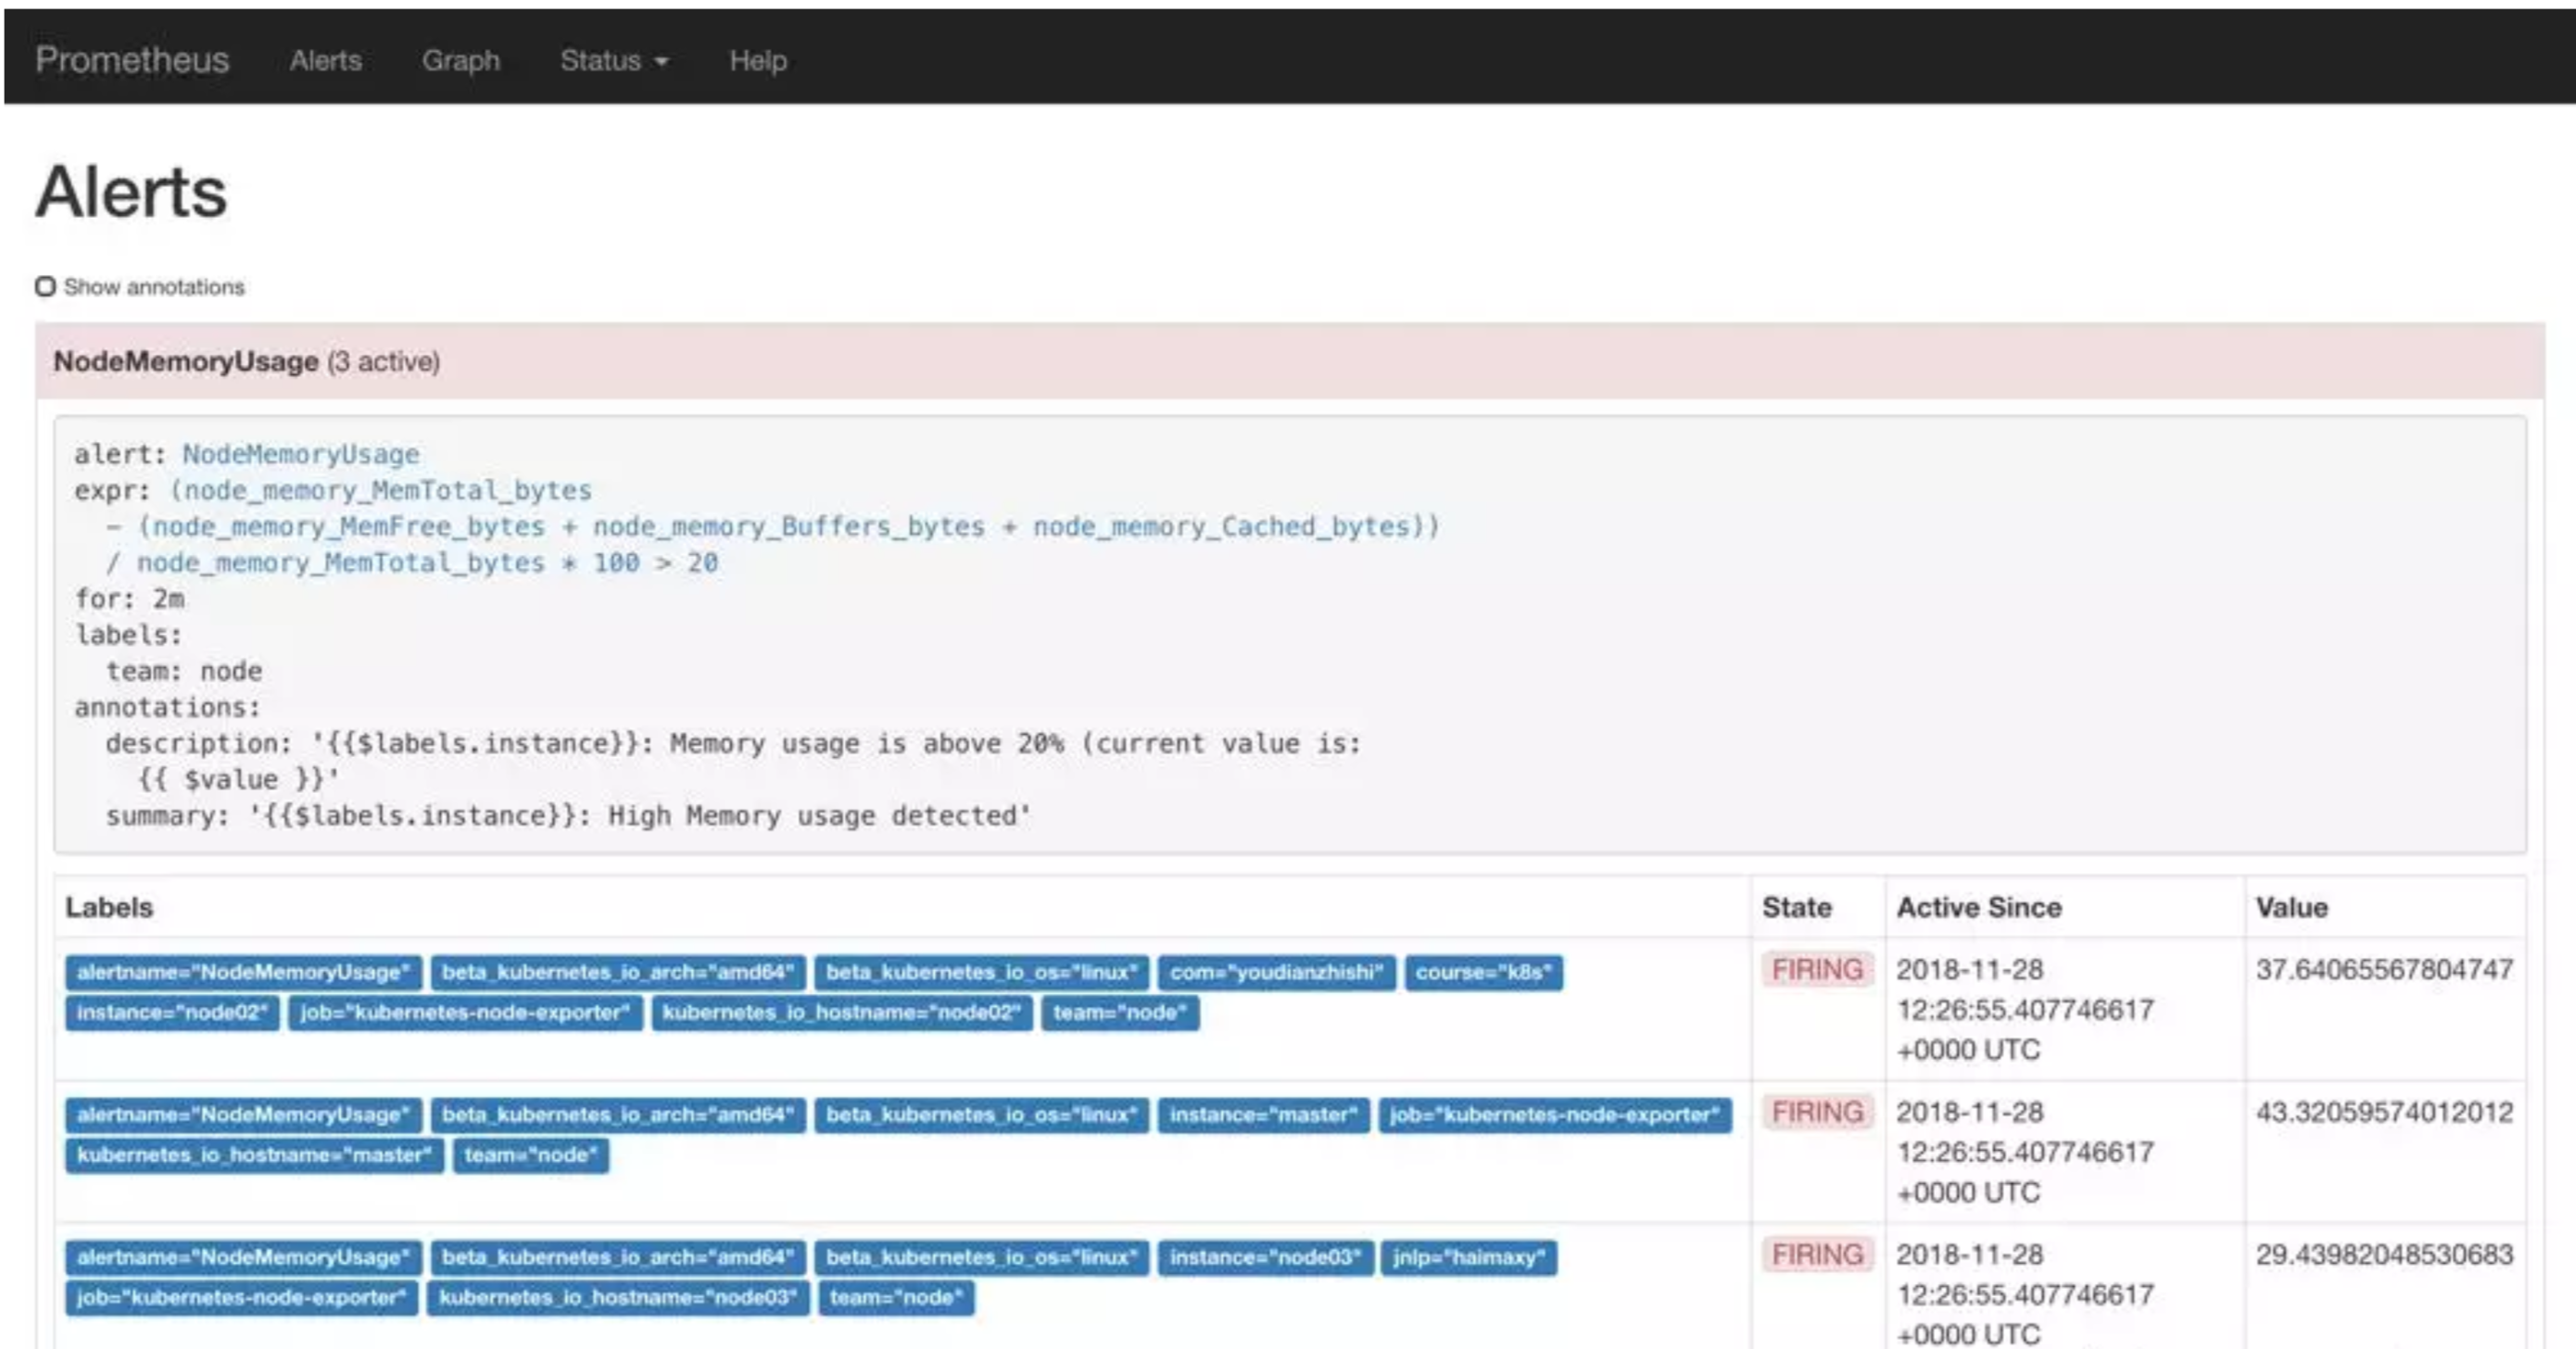 Prometheus Alerts Graph Status Help
Alerts
Show annotations
NodeMemoryUsage (3 active)
alert: NodeMemoryUsage
expr: (node_memory_MemTotal_bytes
- (node_memory_MemFree_bytes + node_memory_Buffers_bytes + node_memory_Cached_bytes))
/ node_memory_MemTotal_bytes * 100 > 20
for: 2m
labels:
team: node
annotations:
description: '{{$labels.instance}}: Memory usage is above 20% (current value is:
{{ $value }}'
summary: '{{$labels.instance}}: High Memory usage detected'
Labels State Active Since Value
alertname="NodeMemoryUsage" beta_kubernetes_io_arch="amd64" beta_kubernetes_io_os="linux" com="youdianzhishi" course="k8s" FIRING 2018-11-28 37.64065567804747
instance="node02" job="kubernetes-node-exporter" kubernetes_io_hostname="node02" team="node" 12:26:55.407746617
+0000 UTC
alertname="NodeMemoryUsage" beta_kubernetes_io_arch="amd64" beta_kubernetes_io_os="linux" instance="master" job="kubernetes-node-exporter" FIRING 2018-11-28 43.32059574012012
kubernetes_io_hostname="master" team="node" 12:26:55.407746617
+0000 UTC
alertname="NodeMemoryUsage" beta_kubernetes_io_arch="amd64" beta_kubernetes_io_os="linux" instance="node03" jnlp="haimaxy" FIRING 2018-11-28 29.43982048530683
job="kubernetes-node-exporter" kubernetes_io_hostname="node03" team="node" 12:26:55.407746617
+0000 UTC